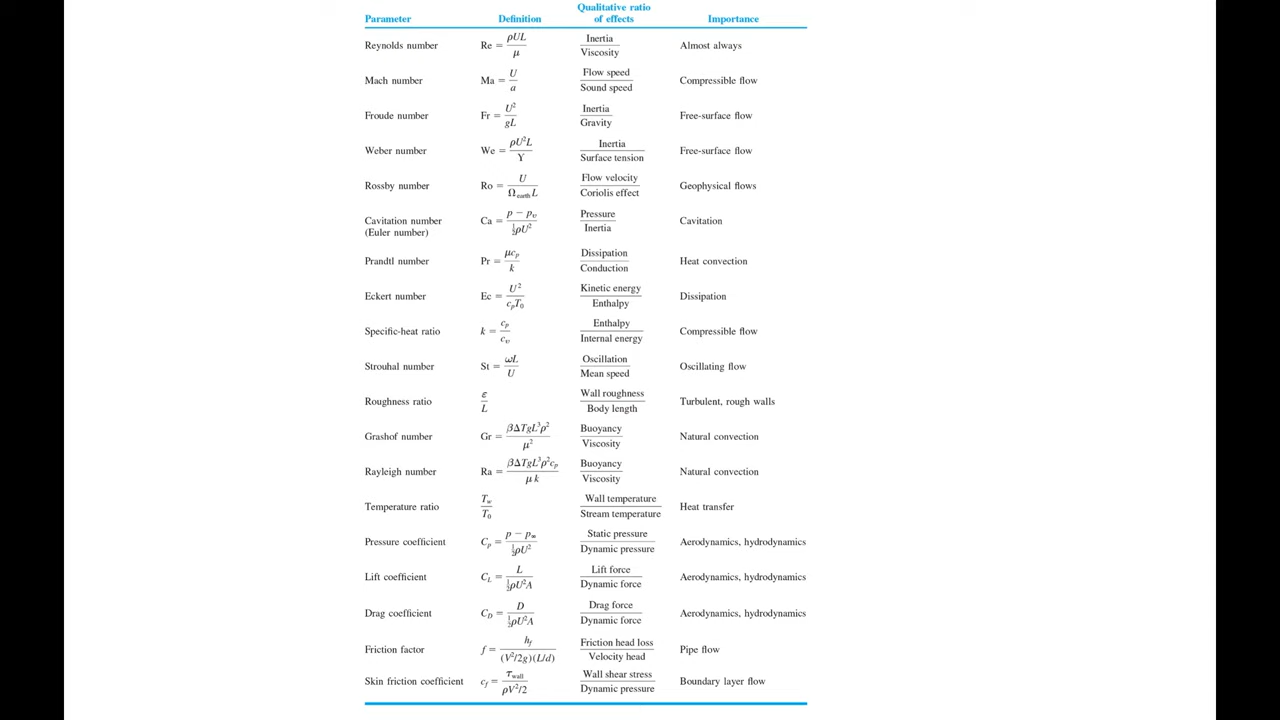 Parameter Definition Qualitative ratio of effects Importance
Reynolds number Re = ρUL/μ Inertia/Viscosity Almost always
Mach number Ma = U/a Flow speed/Sound speed Compressible flow
Froude number Fr = U²/gL Inertia/Gravity Free-surface flow
Weber number We = ρU²L/Υ Inertia/Surface tension Free-surface flow
Rossby number Ro = U/Ω_earth L Flow velocity/Coriolis effect Geophysical flows
Cavitation number (Euler number) Ca = (p − p_υ)/(½ρU²) Pressure/Inertia Cavitation
Prandtl number Pr = μc_p/k Dissipation/Conduction Heat convection
Eckert number Ec = U²/c_pT₀ Kinetic energy/Enthalpy Dissipation
Specific-heat ratio k = c_p/c_υ Enthalpy/Internal energy Compressible flow
Strouhal number St = ωL/U Oscillation/Mean speed Oscillating flow
Roughness ratio ε/L Wall roughness/Body length Turbulent, rough walls
Grashof number Gr = βΔTgL³ρ²/μ² Buoyancy/Viscosity Natural convection
Rayleigh number Ra = βΔTgL³ρ²c_p/μ k Buoyancy/Viscosity Natural convection
Temperature ratio T_w/T₀ Wall temperature/Stream temperature Heat transfer
Pressure coefficient C_p = (p − p_∞)/(½ρU²) Static pressure/Dynamic pressure Aerodynamics, hydrodynamics
Lift coefficient C_L = L/(½ρU²A) Lift force/Dynamic force Aerodynamics, hydrodynamics
Drag coefficient C_D = D/(½ρU²A) Drag force/Dynamic force Aerodynamics, hydrodynamics
Friction factor f = h_f/((V²/2g)(L/d)) Friction head loss/Velocity head Pipe flow
Skin friction coefficient c_f = τ_wall/(ρV²/2) Wall shear stress/Dynamic pressure Boundary layer flow